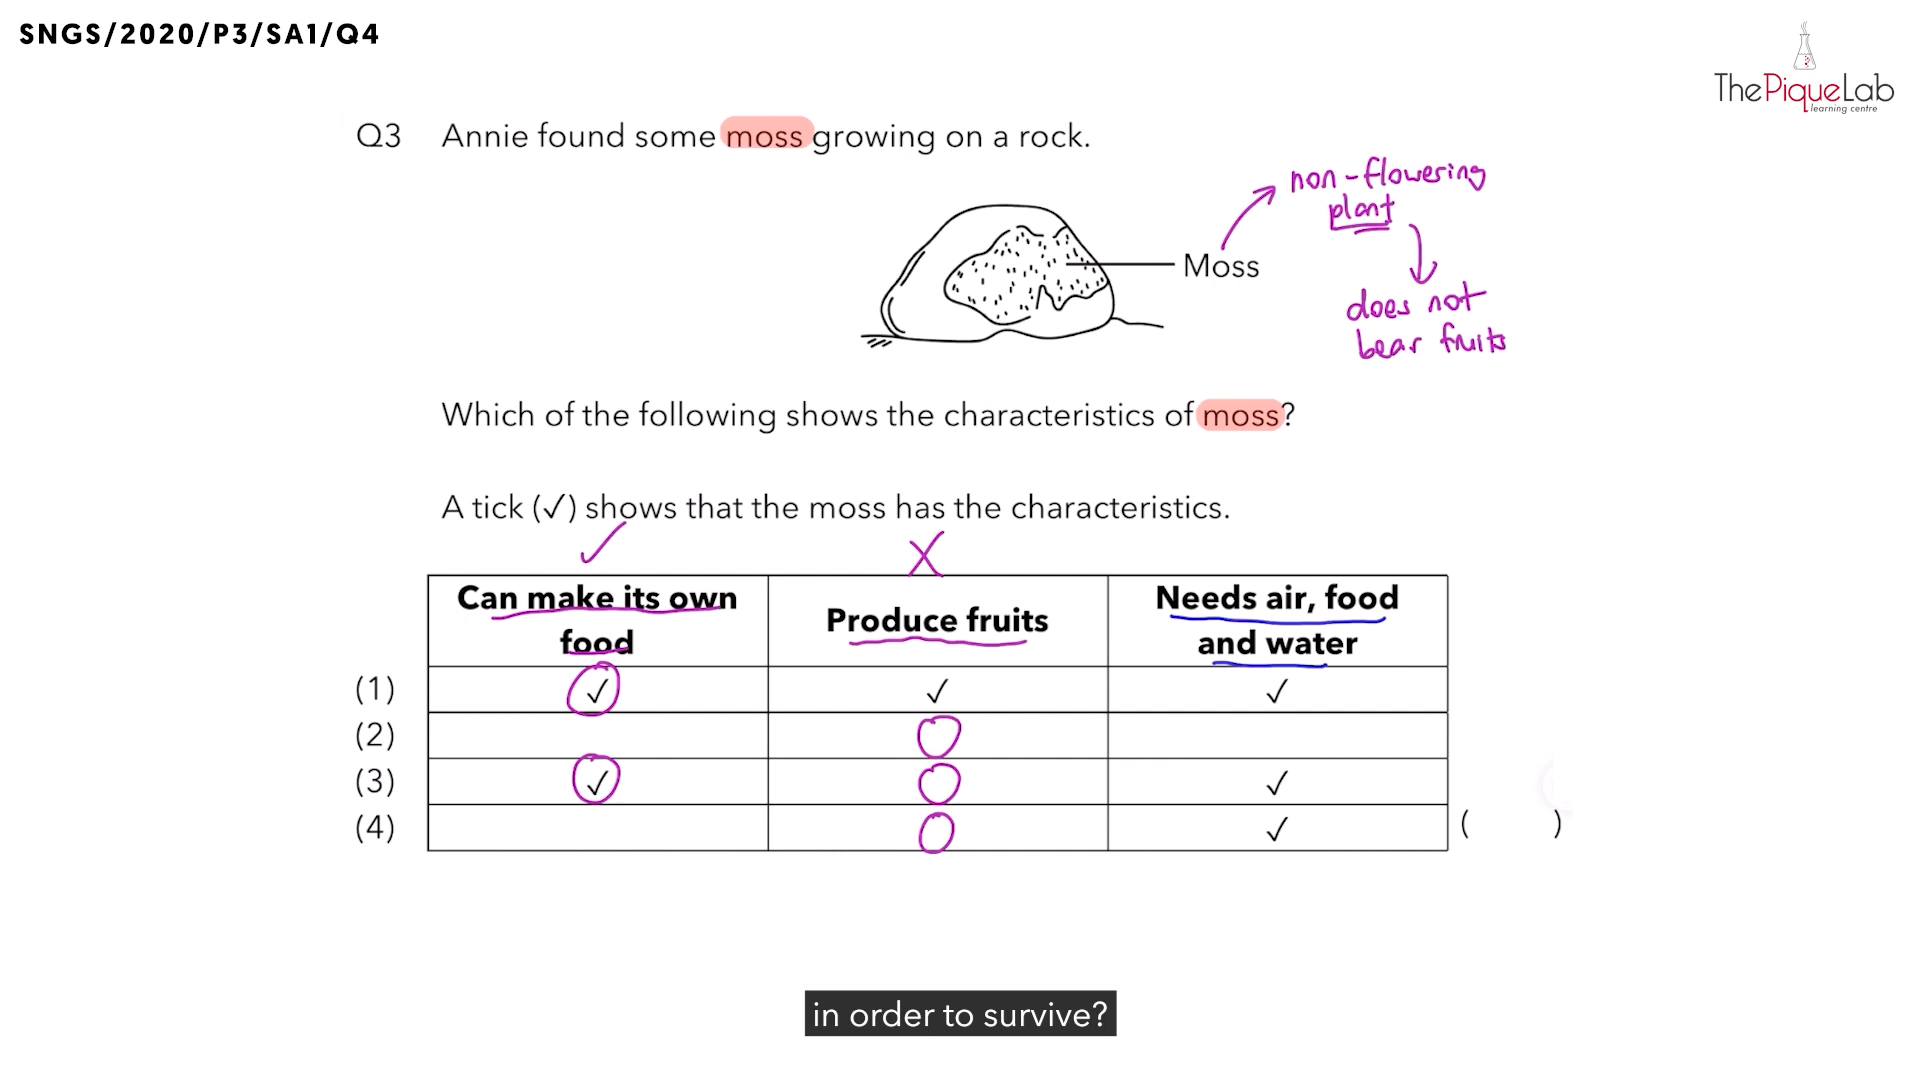 SNGS/2020/P3/SA1/Q4
ThePiqueLab
learning centre
Q3 Annie found some moss growing on a rock.
non-flowering
plant
Moss
does not
bear fruits
Which of the following shows the characteristics of moss?
A tick (✓) shows that the moss has the characteristics.
✓ X
Can make its own food Produce fruits Needs air, food and water
(1) ✓ ✓ ✓
(2)
(3) ✓ ✓
(4) ✓ ( )
in order to survive?